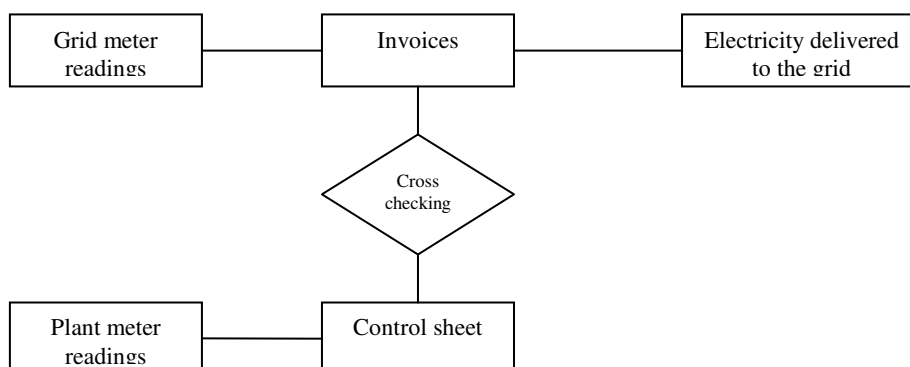 Grid meter
readings
Invoices
Electricity delivered
to the grid
Cross
checking
Plant meter
readings
Control sheet